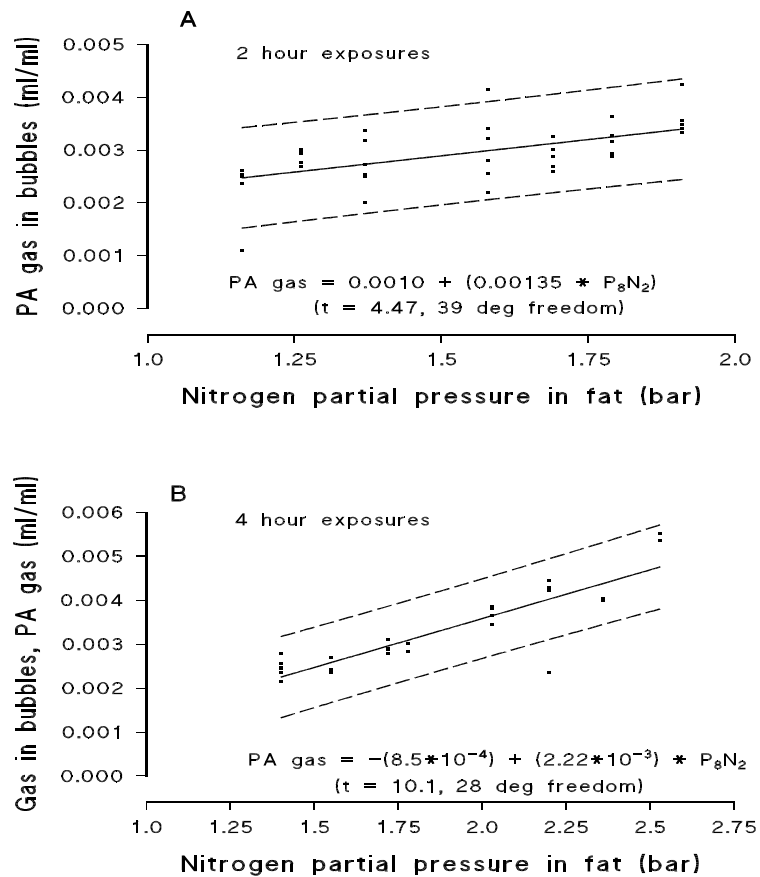 A
PA gas in bubbles (ml/ml)
2 hour exposures
0.005
0.004
0.003
0.002
0.001
0.000
PA gas = 0.0010 + (0.00135 * P₈N₂)
(t = 4.47, 39 deg freedom)
1.0 1.25 1.5 1.75 2.0
Nitrogen partial pressure in fat (bar)
B
Gas in bubbles, PA gas (ml/ml)
4 hour exposures
0.006
0.005
0.004
0.003
0.002
0.001
0.000
PA gas = −(8.5*10⁻⁴) + (2.22*10⁻³) * P₈N₂
(t = 10.1, 28 deg freedom)
1.0 1.25 1.5 1.75 2.0 2.25 2.5 2.75
Nitrogen partial pressure in fat (bar)